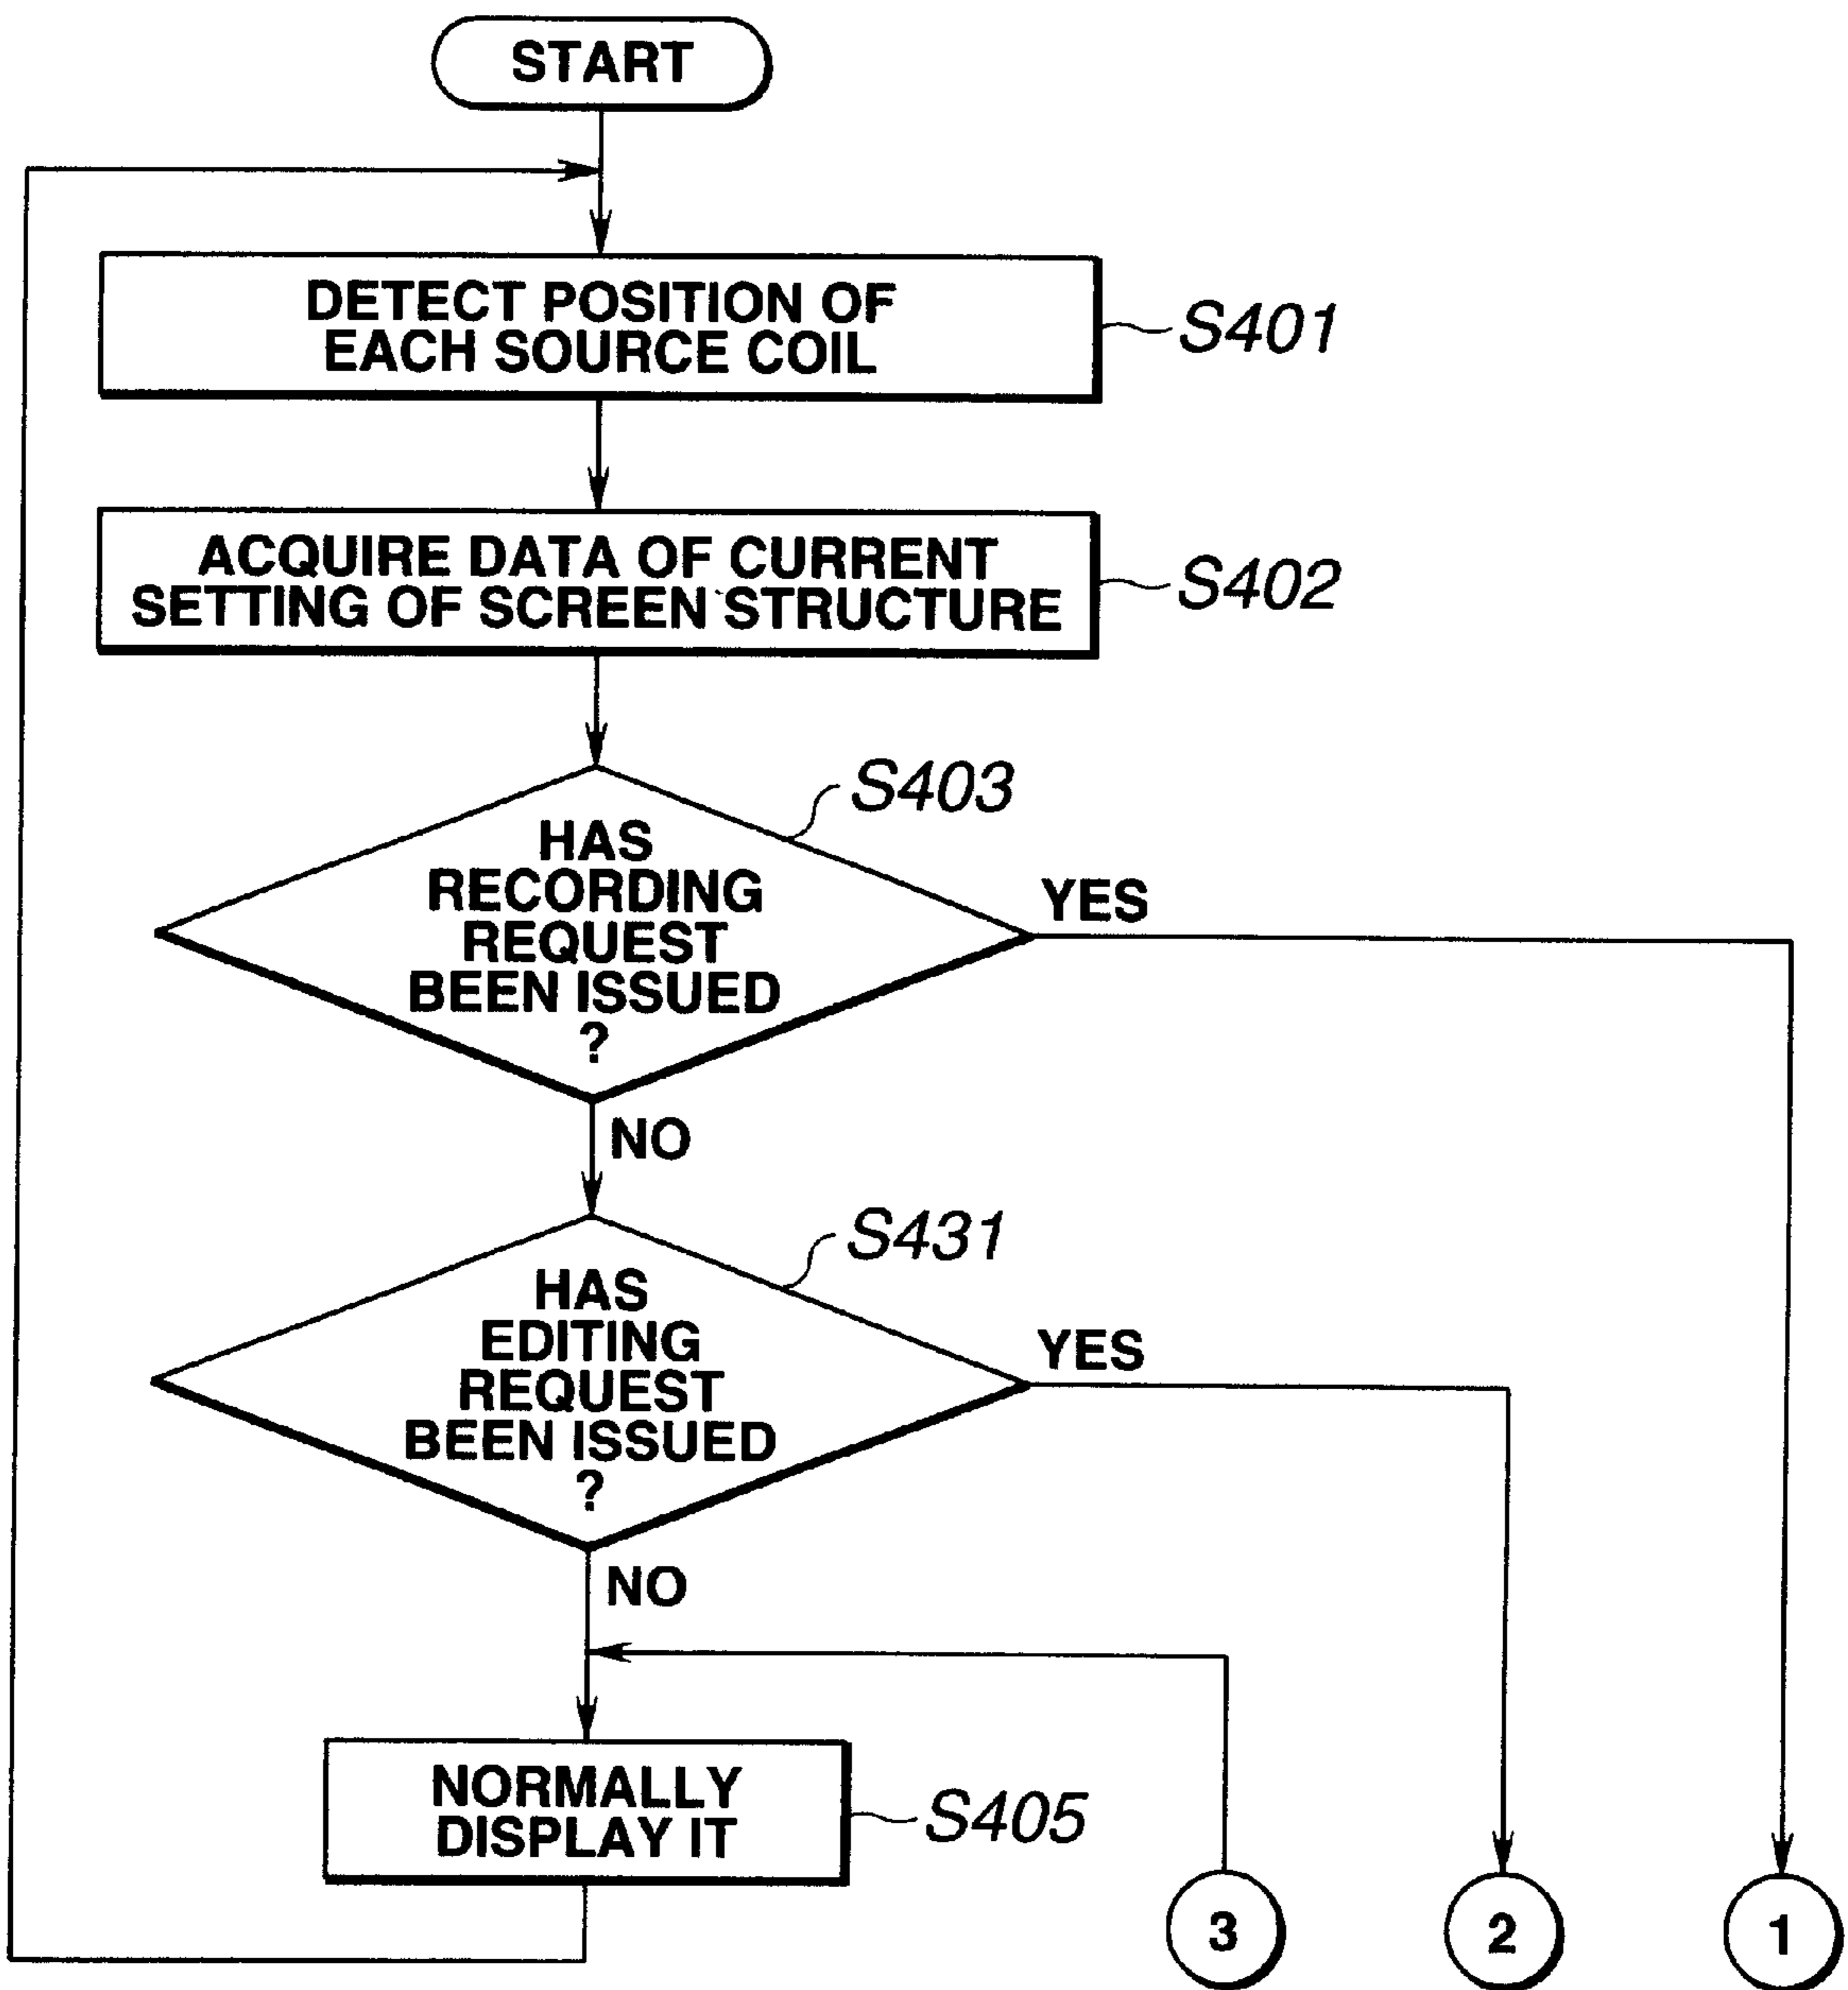 START
DETECT POSITION OF
EACH SOURCE COIL
S401
ACQUIRE DATA OF CURRENT
SETTING OF SCREEN STRUCTURE
S402
S403
HAS
RECORDING
REQUEST
BEEN ISSUED
?
YES
NO
S431
HAS
EDITING
REQUEST
BEEN ISSUED
?
YES
NO
NORMALLY
DISPLAY IT
S405
3
2
1